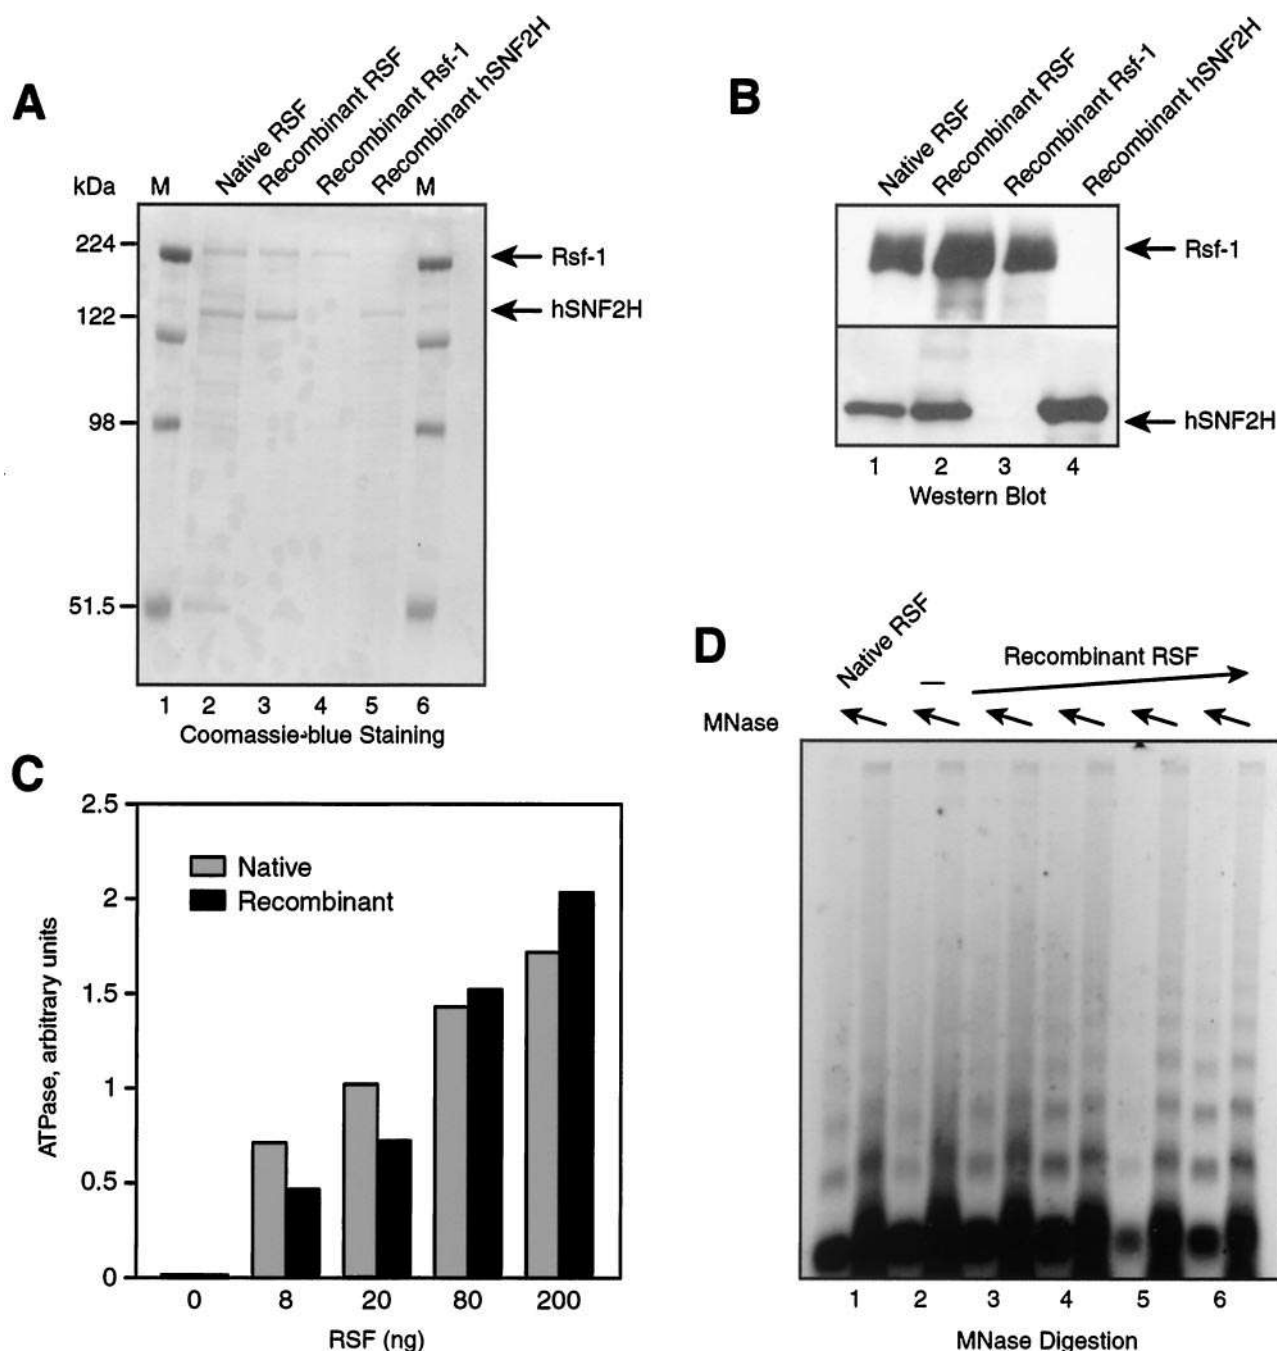 A
Native RSF
Recombinant RSF
Recombinant Rsf-1
Recombinant hSNF2H
kDa
M
M
224
122
98
51.5
Rsf-1
hSNF2H
1 2 3 4 5 6
Coomassie-blue Staining
B
Native RSF
Recombinant RSF
Recombinant Rsf-1
Recombinant hSNF2H
Rsf-1
hSNF2H
1 2 3 4
Western Blot
C
2.5
2
1.5
1
0.5
0
ATPase, arbitrary units
Native
Recombinant
0 8 20 80 200
RSF (ng)
D
Native RSF
–
Recombinant RSF
MNase
1 2 3 4 5 6
MNase Digestion